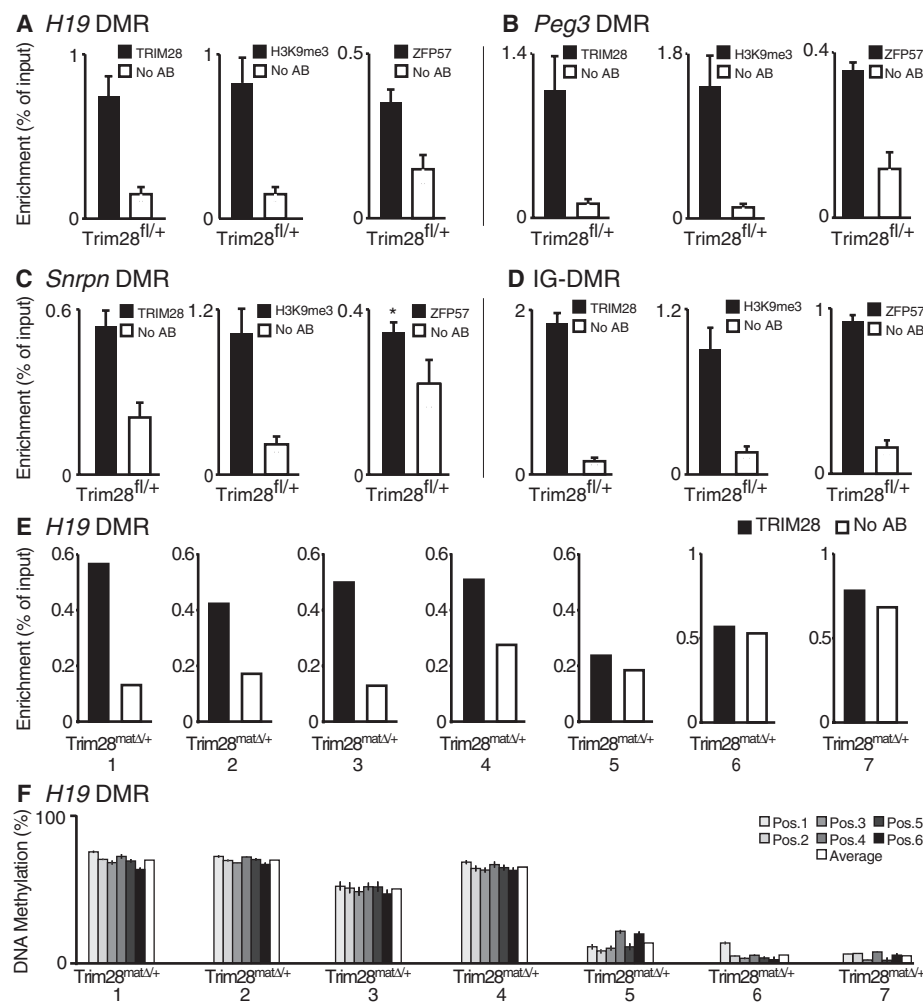 A H19 DMR
B Peg3 DMR
Enrichment (% of input)
1
0
TRIM28
No AB
Trim28fl/+
1
0
H3K9me3
No AB
Trim28fl/+
0.5
0
ZFP57
No AB
Trim28fl/+
1.4
0
TRIM28
No AB
Trim28fl/+
1.8
0
H3K9me3
No AB
Trim28fl/+
0.4
0
ZFP57
No AB
Trim28fl/+
C Snrpn DMR
D IG-DMR
Enrichment (% of input)
0.6
0
TRIM28
No AB
Trim28fl/+
1.2
0
H3K9me3
No AB
Trim28fl/+
0.4
0
*
ZFP57
No AB
Trim28fl/+
2
0
TRIM28
No AB
Trim28fl/+
1.2
0
H3K9me3
No AB
Trim28fl/+
1
0
ZFP57
No AB
Trim28fl/+
E H19 DMR
TRIM28 No AB
Enrichment (% of input)
0.6
0.4
0.2
0
Trim28matΔ/+
1
0.6
0.4
0.2
0
Trim28matΔ/+
2
0.6
0.4
0.2
0
Trim28matΔ/+
3
0.6
0.4
0.2
0
Trim28matΔ/+
4
0.6
0.4
0.2
0
Trim28matΔ/+
5
1
0.5
0
Trim28matΔ/+
6
1
0.5
0
Trim28matΔ/+
7
F H19 DMR
DNA Methylation (%)
100
0
Pos.1 Pos.3 Pos.5
Pos.2 Pos.4 Pos.6
Average
Trim28matΔ/+ Trim28matΔ/+ Trim28matΔ/+ Trim28matΔ/+ Trim28matΔ/+ Trim28matΔ/+ Trim28matΔ/+
1 2 3 4 5 6 7